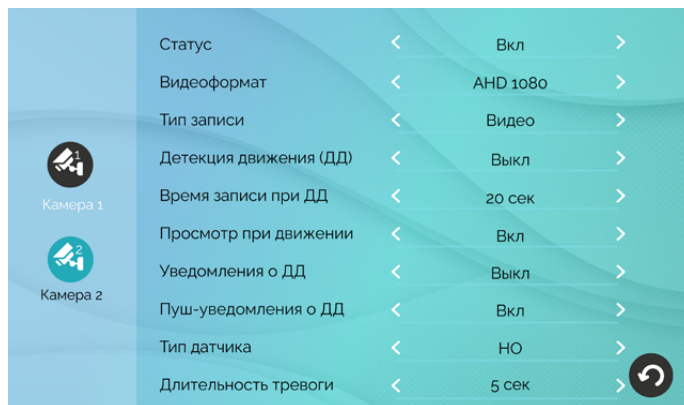 Статус < Вкл >
Видеоформат < AHD 1080 >
Тип записи < Видео >
Детекция движения (ДД) < Выкл >
1
Время записи при ДД < 20 сек >
Камера 1
Просмотр при движении < Вкл >
2
Уведомления о ДД < Выкл >
Камера 2
Пуш-уведомления о ДД < Вкл >
Тип датчика < НО >
Длительность тревоги < 5 сек >